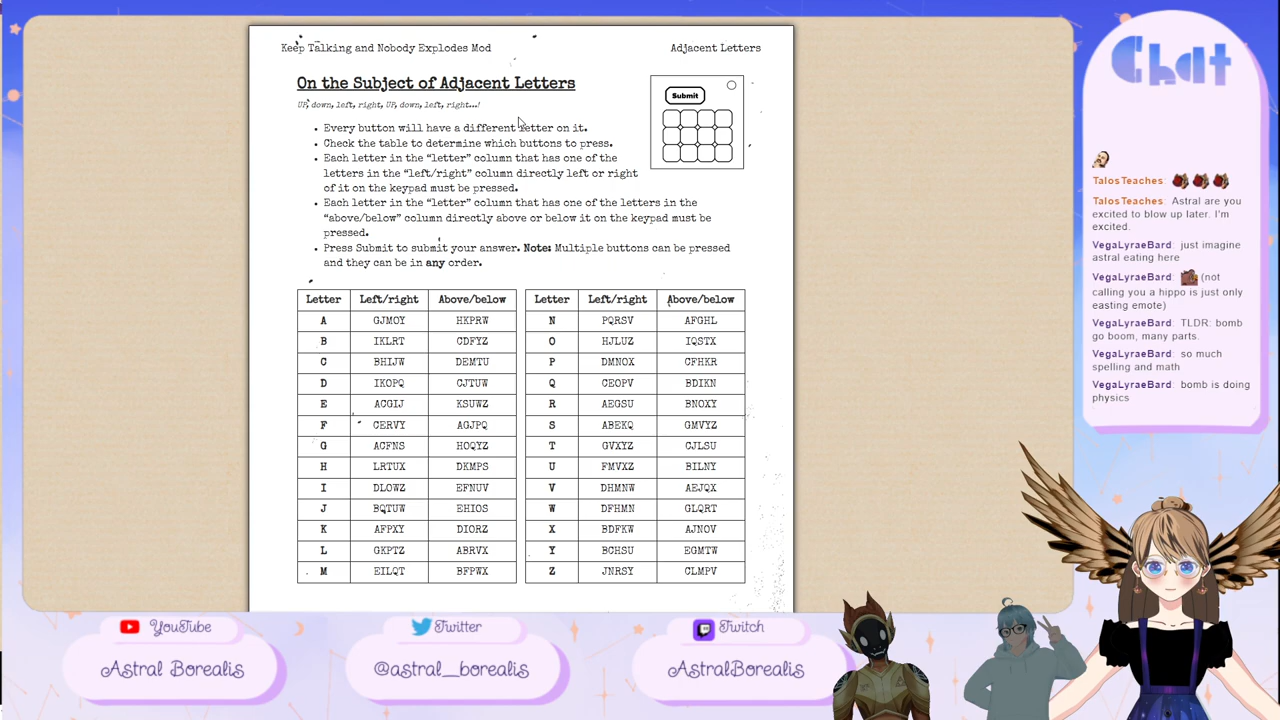 Keep Talking and Nobody Explodes Mod
Adjacent Letters
On the Subject of Adjacent Letters
UP, down, left, right, UP, down, left, right...!
Submit
• Every button will have a different letter on it.
• Check the table to determine which buttons to press.
• Each letter in the “letter” column that has one of the
letters in the “left/right” column directly left or right
of it on the keypad must be pressed.
• Each letter in the “letter” column that has one of the letters in the
“above/below” column directly above or below it on the keypad must be
pressed.
• Press Submit to submit your answer. Note: Multiple buttons can be pressed
and they can be in any order.
Letter Left/right Above/below Letter Left/right Above/below
A GJMOY HKPRW N PQRSV AFGHL
B IKLRT CDFYZ O HJLUZ IQSTX
C BHIJW DEMTU P DMNOX CFHKR
D IKOPQ CJTUW Q CEOPV BDIKN
E ACGIJ KSUWZ R AEGSU BNOXY
F CERVY AGJPQ S ABEKQ GMVYZ
G ACFNS HOQYZ T GVXYZ CJLSU
H LRTUX DKMPS U FMVXZ BILNY
I DLOWZ EFNUV V DHMNW AEJQX
J BQTUW EHIOS W DFHMN GLQRT
K AFPXY DIORZ X BDFKW AJNOV
L GKPTZ ABRVX Y BCHSU EGMTW
M EILQT BFPWX Z JNRSY CLMPV
Chat
TalosTeaches:
TalosTeaches: Astral are you
excited to blow up later. I'm
excited.
VegaLyraeBard: just imagine
astral eating here
VegaLyraeBard: (not
calling you a hippo is just only
easting emote)
VegaLyraeBard: TLDR: bomb
go boom, many parts.
VegaLyraeBard: so much
spelling and math
VegaLyraeBard: bomb is doing
physics
YouTube
Astral Borealis
Twitter
@astral__borealis
Twitch
AstralBorealis